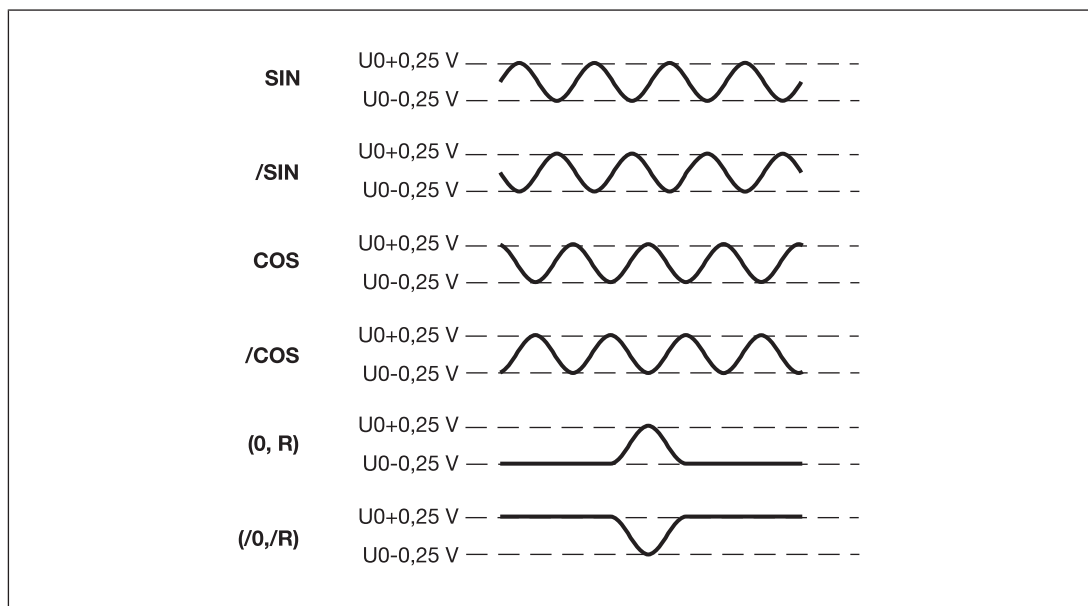 SIN
U0+0,25 V
U0-0,25 V
/SIN
U0+0,25 V
U0-0,25 V
COS
U0+0,25 V
U0-0,25 V
/COS
U0+0,25 V
U0-0,25 V
(0, R)
U0+0,25 V
U0-0,25 V
(/0,/R)
U0+0,25 V
U0-0,25 V